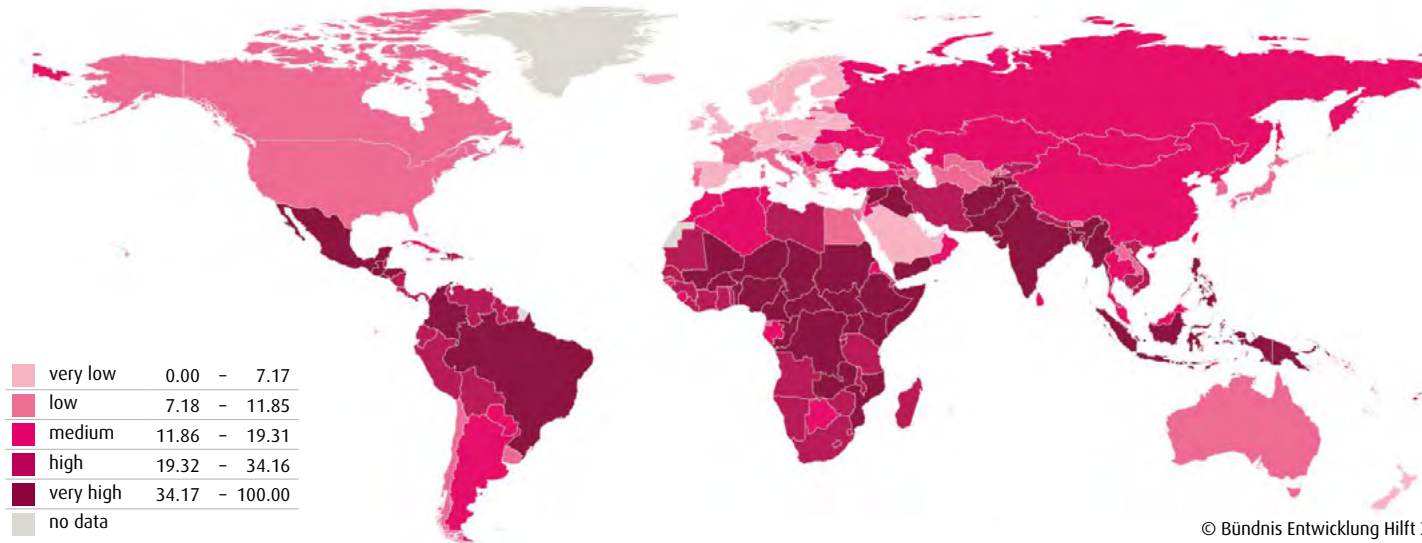 very low 0.00 – 7.17
low 7.18 – 11.85
medium 11.86 – 19.31
high 19.32 – 34.16
very high 34.17 – 100.00
no data
© Bündnis Entwicklung Hilft